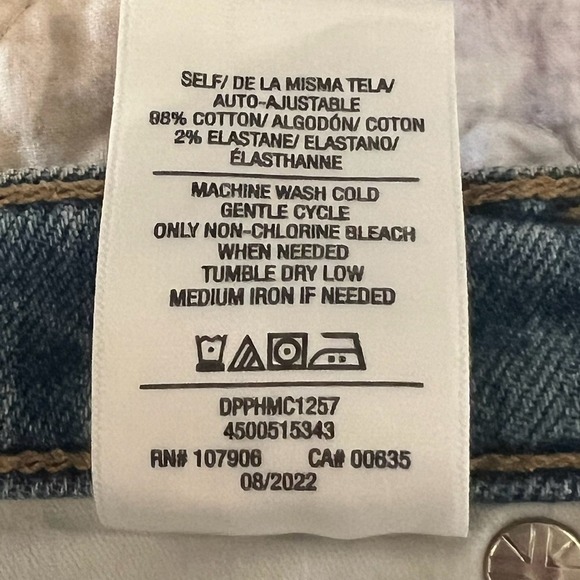 SELF/ DE LA MISMA TELA/
AUTO-AJUSTABLE
98% COTTON/ ALGODÓN/ COTON
2% ELASTANE/ ELASTANO/
ÉLASTHANNE
MACHINE WASH COLD
GENTLE CYCLE
ONLY NON-CHLORINE BLEACH
WHEN NEEDED
TUMBLE DRY LOW
MEDIUM IRON IF NEEDED
DPPHMC1257
4500515343
RN# 107906 CA# 00635
08/2022